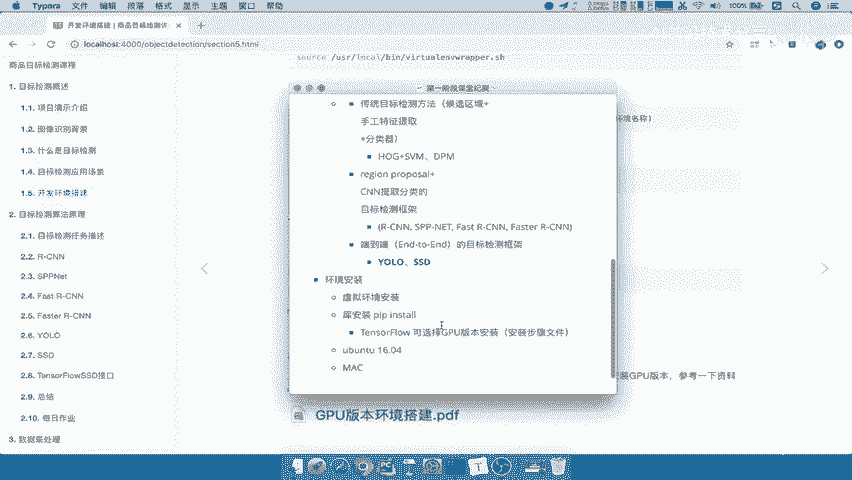 Typora 文件 编辑 段落 格式 显示 主题 窗口 帮助
100%
开发环境搭建 | 商品目标检测
localhost:4000/objectdetection/section5.html
商品目标检测课程
1. 目标检测概述
1.1. 项目演示介绍
1.2. 图像识别背景
1.3. 什么是目标检测
1.4. 目标检测应用场景
1.5. 开发环境搭建
2. 目标检测算法原理
2.1. 目标检测任务描述
2.2. R-CNN
2.3. SPPNet
2.4. Fast R-CNN
2.5. Faster R-CNN
2.6. YOLO
2.7. SSD
2.8. TensorFlowSSD接口
2.9. 总结
2.10. 每日作业
3. 数据集处理
source /usr/local/bin/virtualenvwrapper.sh
第一阶段课堂纪要
传统目标检测方法（候选区域+
手工特征提取
+分类器）
HOG+SVM、DPM
region proposal+
CNN提取分类的
目标检测框架
(R-CNN, SPP-NET, Fast R-CNN, Faster R-CNN)
端到端（End-to-End）的目标检测框架
YOLO、SSD
环境安装
虚拟环境安装
库安装 pip install
TensorFlow 可选择GPU版本安装（安装步骤文件）
ubuntu 16.04
MAC
环境名称）
装GPU版本，参考一下资料
GPU版本环境搭建.pdf